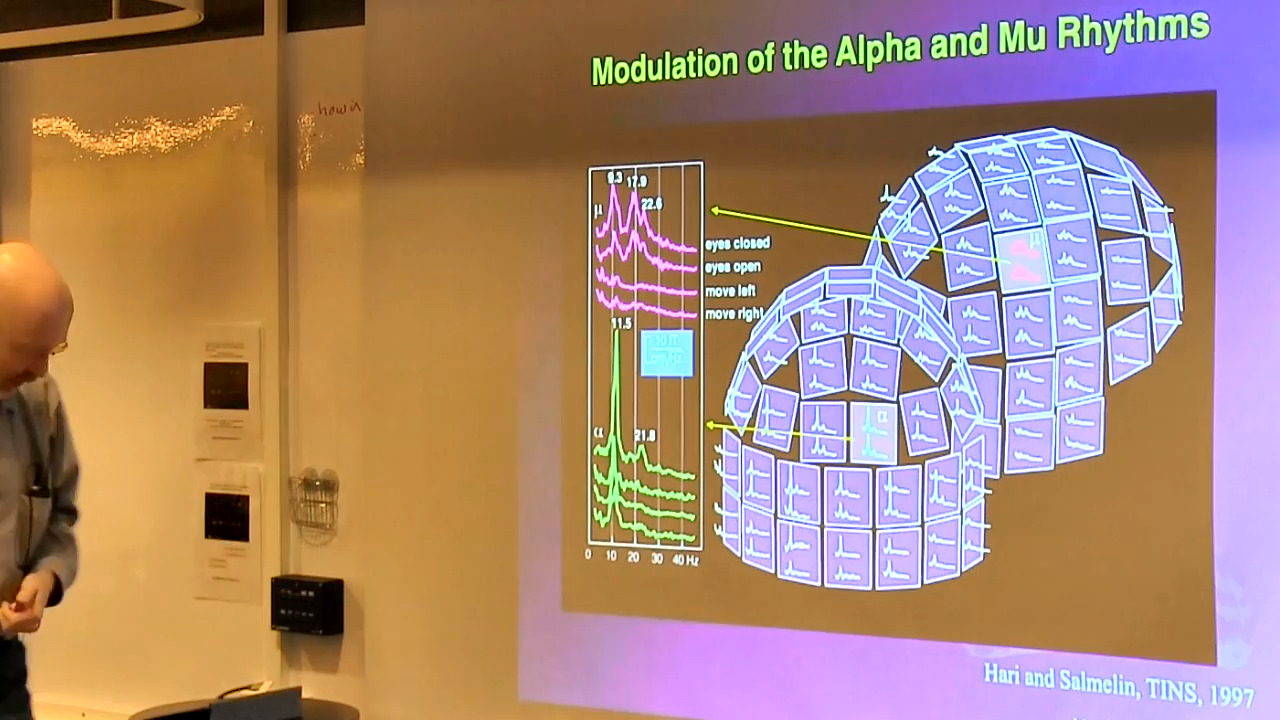 how
Modulation of the Alpha and Mu Rhythms
9.3 17.9
22.6
μ
μ
eyes closed
eyes open
move left
move right
11.5
α
α
21.8
0 10 20 30 40 Hz
Hari and Salmelin, TINS, 1997